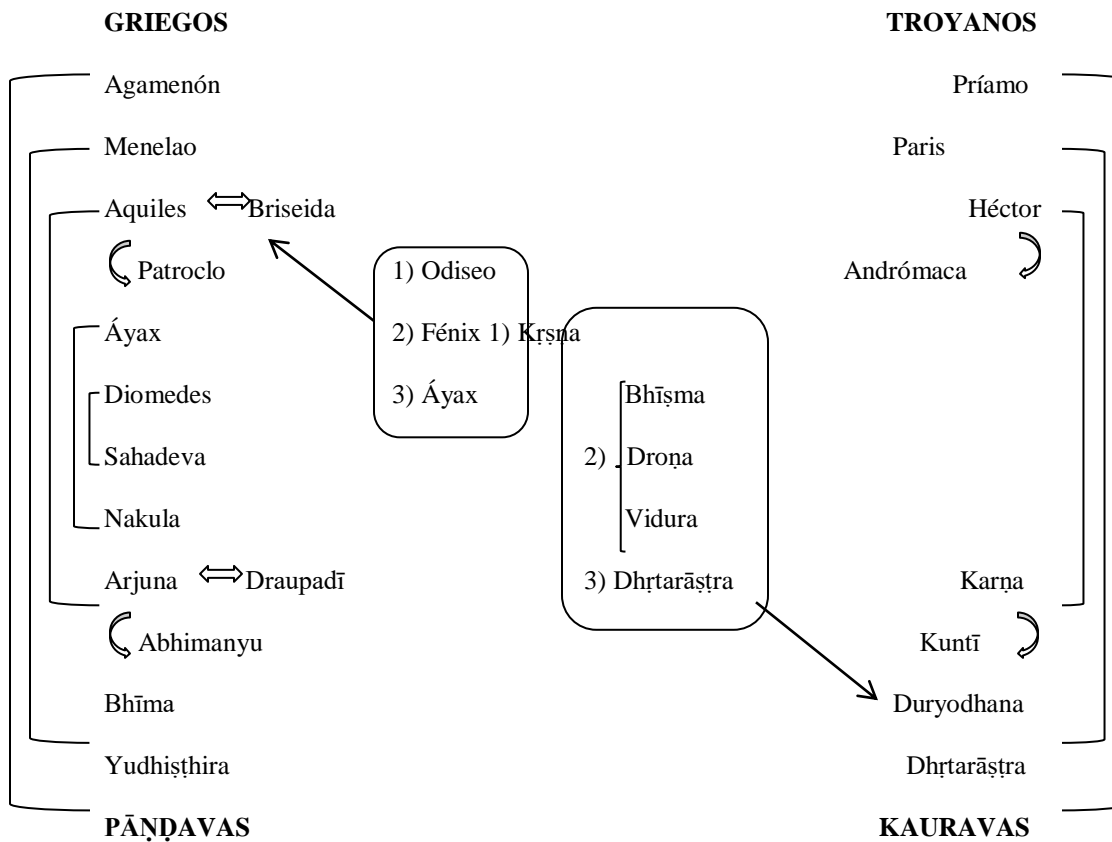 GRIEGOS TROYANOS
Agamenón Príamo
Menelao Paris
Aquiles Briseida Héctor
Patroclo 1) Odiseo Andrómaca
Áyax 2) Fénix 1) Kṛṣṇa
Diomedes 3) Áyax Bhīṣma
Sahadeva 2) Droṇa
Nakula Vidura
Arjuna Draupadī 3) Dhṛtarāṣṭra Karṇa
Abhimanyu Kuntī
Bhīma Duryodhana
Yudhiṣṭhira Dhṛtarāṣṭra
PĀṆḌAVAS KAURAVAS